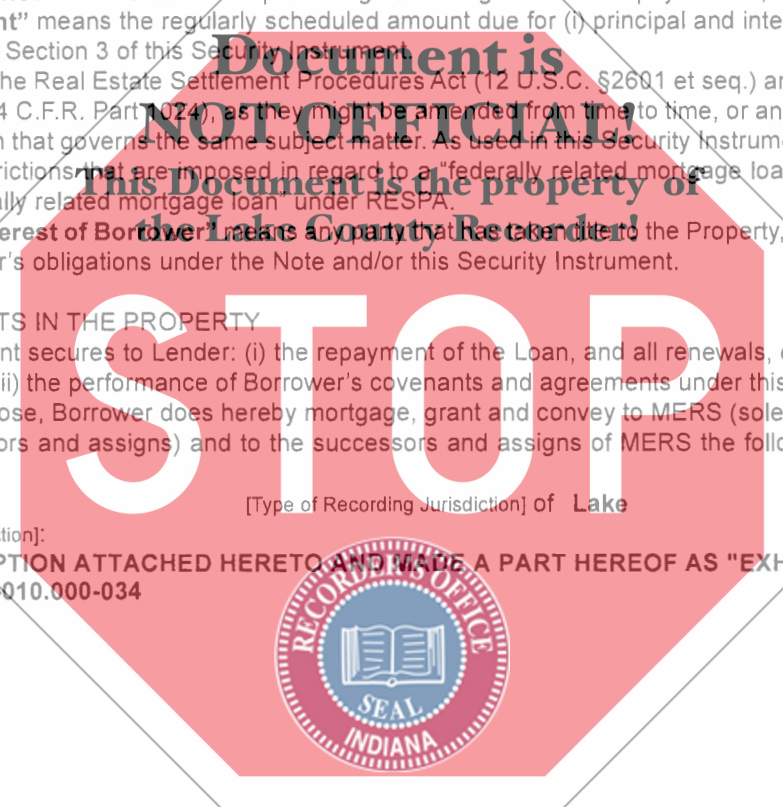 nt” means the regularly scheduled amount due for (i) principal and inte
Section 3 of this Security Instrument.
Document is
he Real Estate Settlement Procedures Act (12 U.S.C. §2601 et seq.) an
4 C.F.R. Part 1024), as they might be amended from time to time, or an
NOT OFFICIAL!
n that governs the same subject matter. As used in this Security Instrum
rictions that are imposed in regard to a “federally related mortgage loa
This Document is the property of
lly related mortgage loan” under RESPA.
erest of Borrower” means any party that has taken title to the Property,
the Lake County Recorder!
r’s obligations under the Note and/or this Security Instrument.
TS IN THE PROPERTY
nt secures to Lender: (i) the repayment of the Loan, and all renewals,
ii) the performance of Borrower’s covenants and agreements under this
ose, Borrower does hereby mortgage, grant and convey to MERS (sole
ors and assigns) and to the successors and assigns of MERS the follo
STOP
[Type of Recording Jurisdiction] of Lake
tion]:
PTION ATTACHED HERETO AND MADE A PART HEREOF AS "EXH
010.000-034
RECORDER'S OFFICE
SEAL
INDIANA